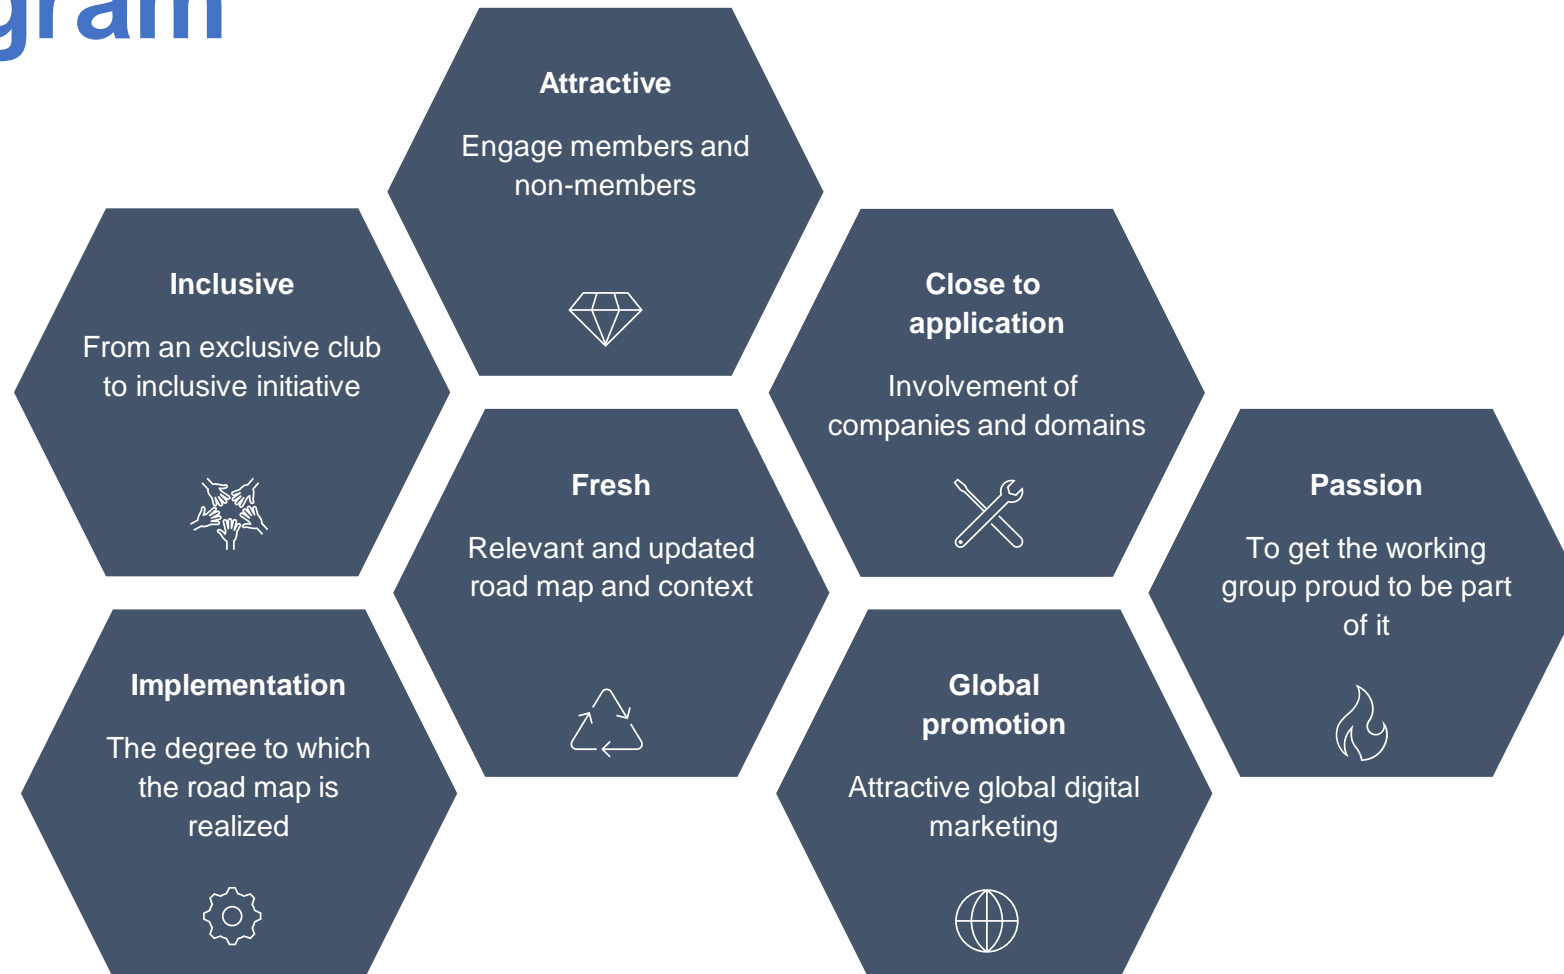 gram
Attractive
Engage members and
non-members
Inclusive
From an exclusive club
to inclusive initiative
Close to
application
Involvement of
companies and domains
Fresh
Relevant and updated
road map and context
Passion
To get the working
group proud to be part
of it
Implementation
The degree to which
the road map is
realized
Global
promotion
Attractive global digital
marketing